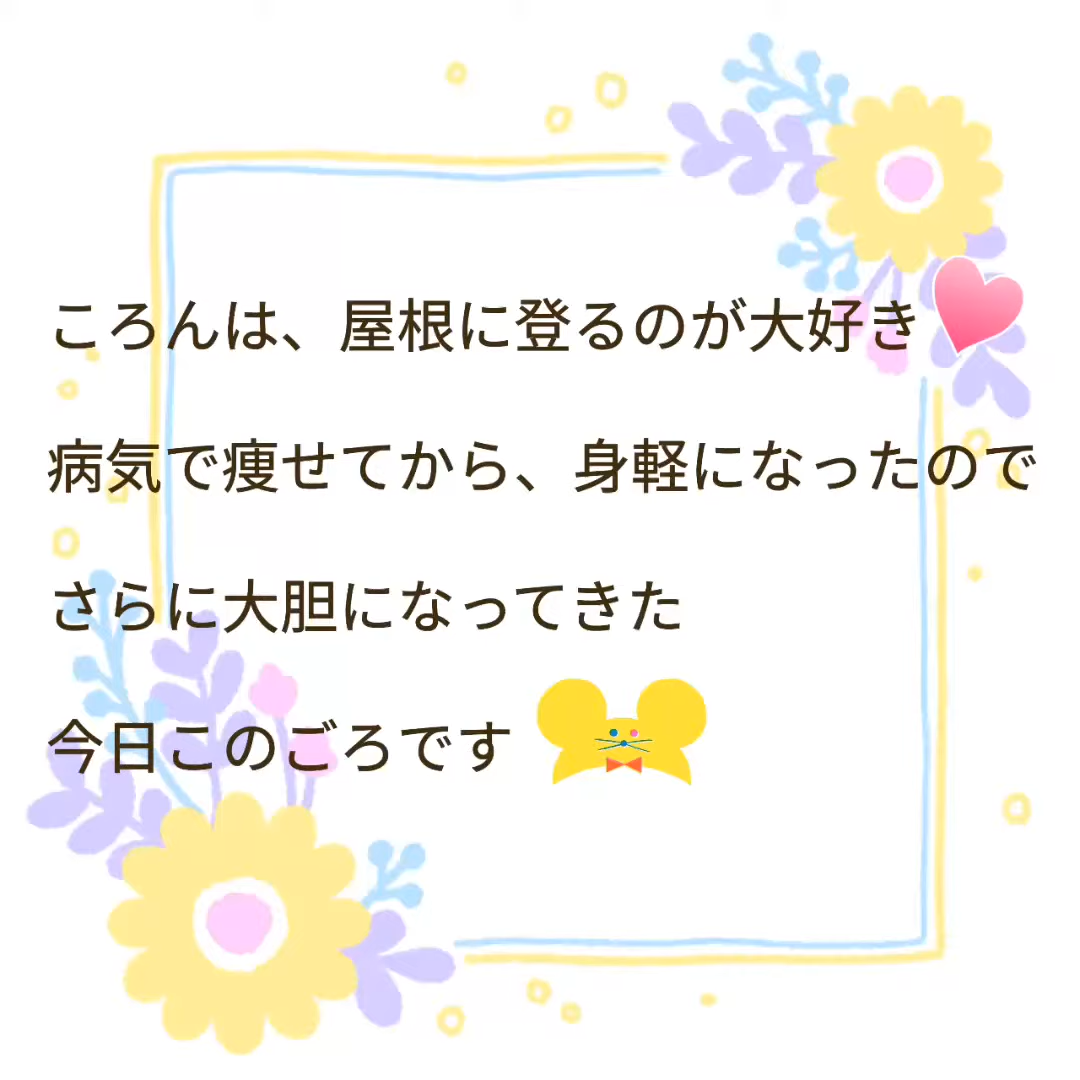 ころんは、屋根に登るのが大好き
病気で痩せてから、身軽になったので
さらに大胆になってきた
今日このごろです